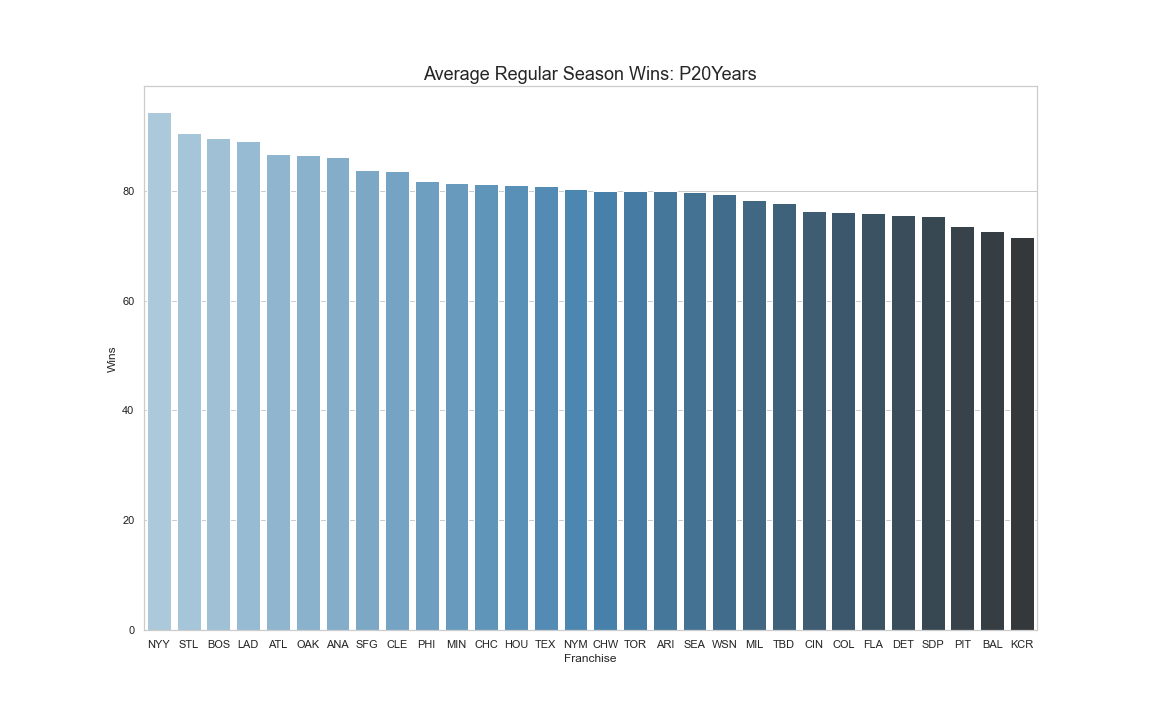 Average Regular Season Wins: P20Years
80
60
40
20
0
Wins
NYY STL BOS LAD ATL OAK ANA SFG CLE PHI MIN CHC HOU TEX NYM CHW TOR ARI SEA WSN MIL TBD CIN COL FLA DET SDP PIT BAL KCR
Franchise